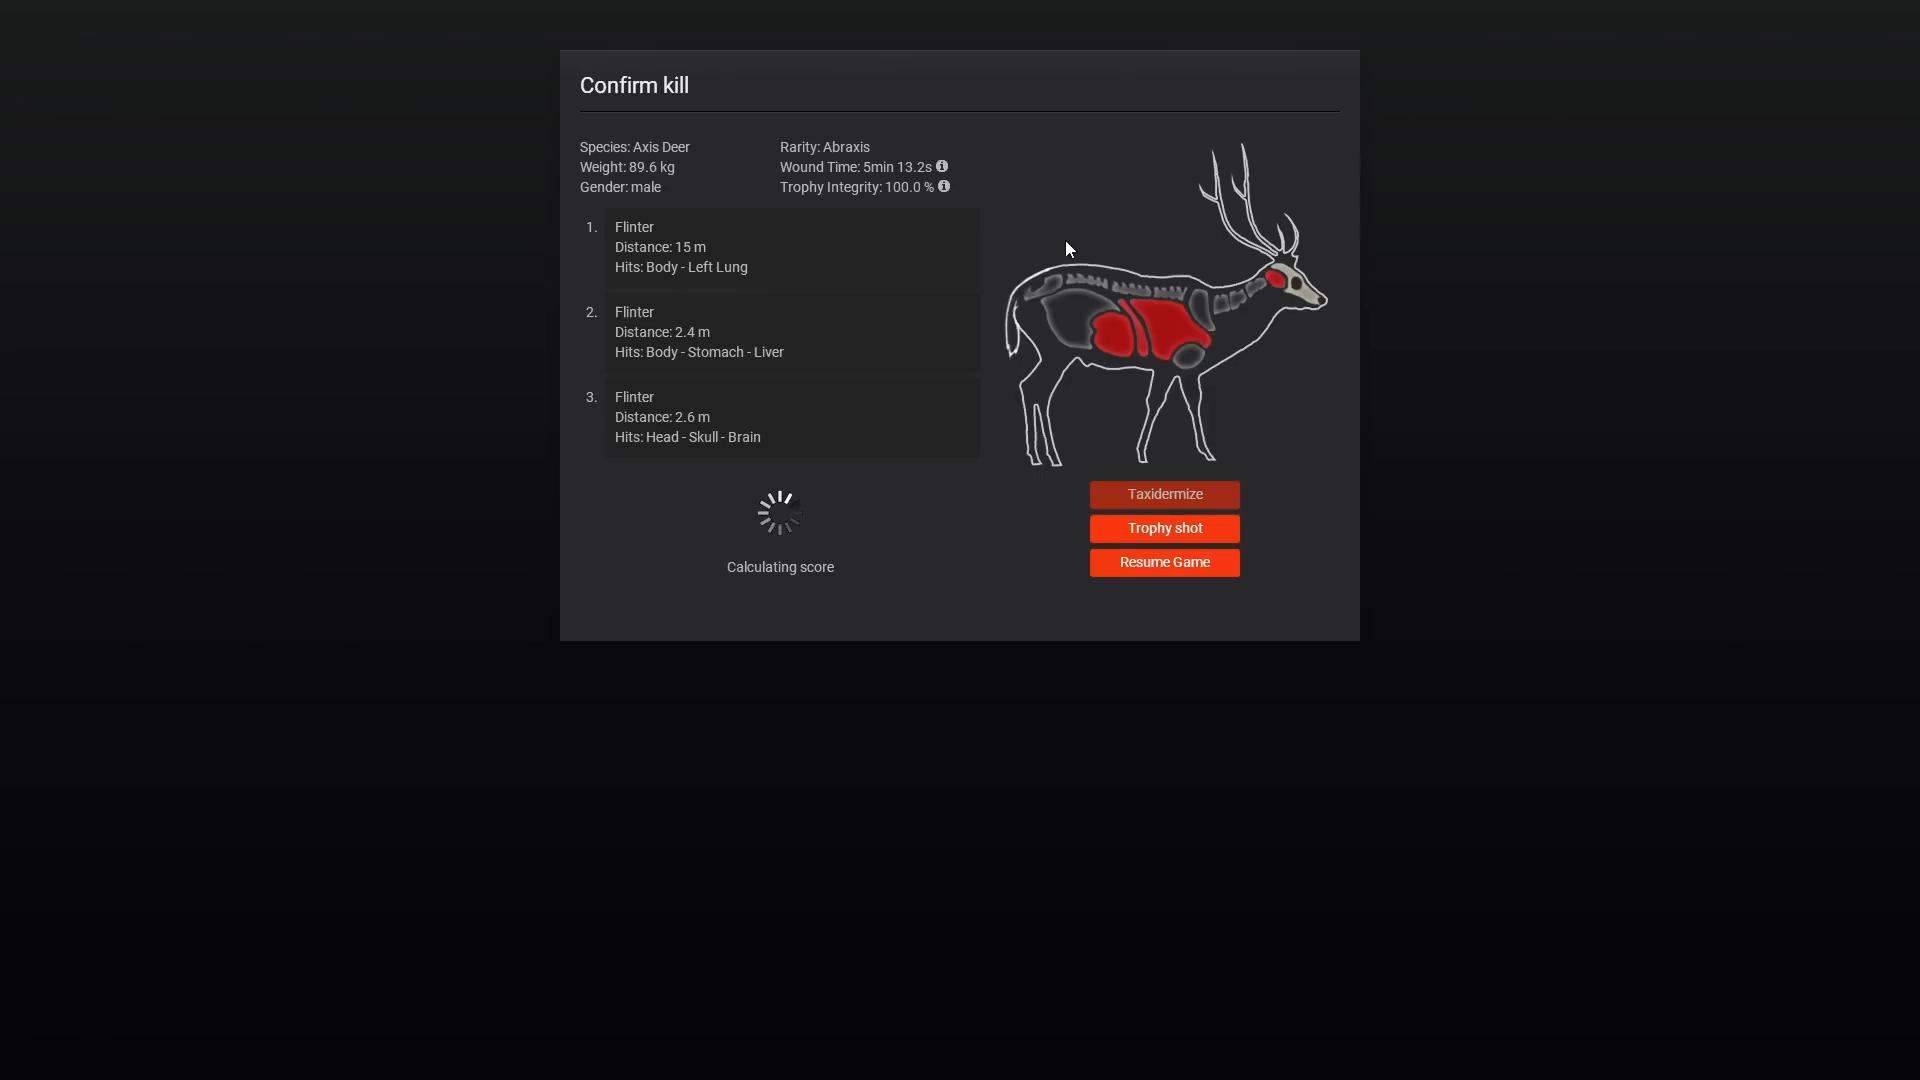 Confirm kill
Species: Axis Deer
Weight: 89.6 kg
Gender: male
Rarity: Abraxis
Wound Time: 5min 13.2s
Trophy Integrity: 100.0 %
1.
Flinter
Distance: 15 m
Hits: Body - Left Lung
2.
Flinter
Distance: 2.4 m
Hits: Body - Stomach - Liver
3.
Flinter
Distance: 2.6 m
Hits: Head - Skull - Brain
Calculating score
Taxidermize
Trophy shot
Resume Game